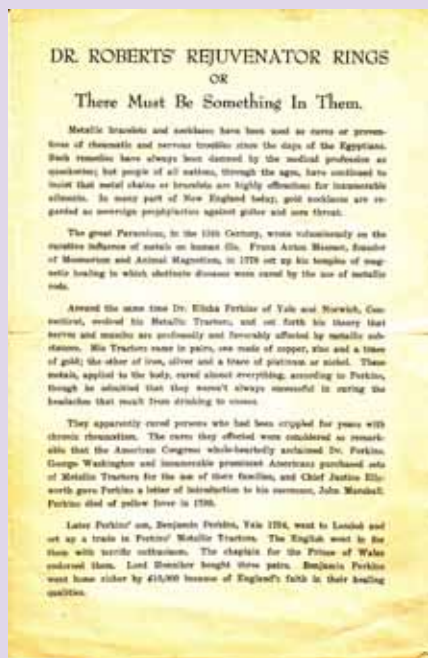 DR. ROBERTS' REJUVENATOR RINGS
OR
There Must Be Something In Them.
Metallic bracelets and necklaces have been used as cures or preven-
tives of rheumatic and nervous troubles since the days of the Egyptians.
Such remedies have always been damned by the medical profession as
quackeries; but people of all nations, through the ages, have continued to
insist that metal chains or bracelets are highly efficacious for innumerable
ailments. In many part of New England today, gold necklaces are re-
garded as sovereign prophylactics against goiter and sore throat.
The great Paracelsus, in the 15th Century, wrote voluminously on the
curative influence of metals on human ills. Franz Anton Mesmer, founder
of Mesmerism and Animal Magnetism, in 1778 set up his temples of mag-
netic healing in which obstinate diseases were cured by the use of metallic
rods.
Around the same time Dr. Elisha Perkins of Yale and Norwich, Con-
necticut, evolved his Metallic Tractors, and set forth his theory that
nerves and muscles are profoundly and favorably affected by metallic sub-
stances. His Tractors came in pairs, one made of copper, zinc and a trace
of gold; the other of iron, silver and a trace of platinum or nickel. These
metals, applied to the body, cured almost everything, according to Perkins,
though he admitted that they weren't always successful in curing the
headaches that result from drinking to excess.
They apparently cured persons who had been crippled for years with
chronic rheumatism. The cures they effected were considered so remark-
able that the American Congress whole-heartedly acclaimed Dr. Perkins.
George Washington and innumerable prominent Americans purchased sets
of Metallic Tractors for the use of their families, and Chief Justice Ells-
worth gave Perkins a letter of introduction to his successor, John Marshall.
Perkins died of yellow fever in 1799.
Later Perkins' son, Benjamin Perkins, Yale 1794, went to London and
set up a trade in Perkins' Metallic Tractors. The English went in for
them with terrific enthusiasm. The chaplain for the Prince of Wales
endorsed them. Lord Henniker bought three pairs. Benjamin Perkins
went home richer by £10,000 because of England's faith in their healing
qualities.